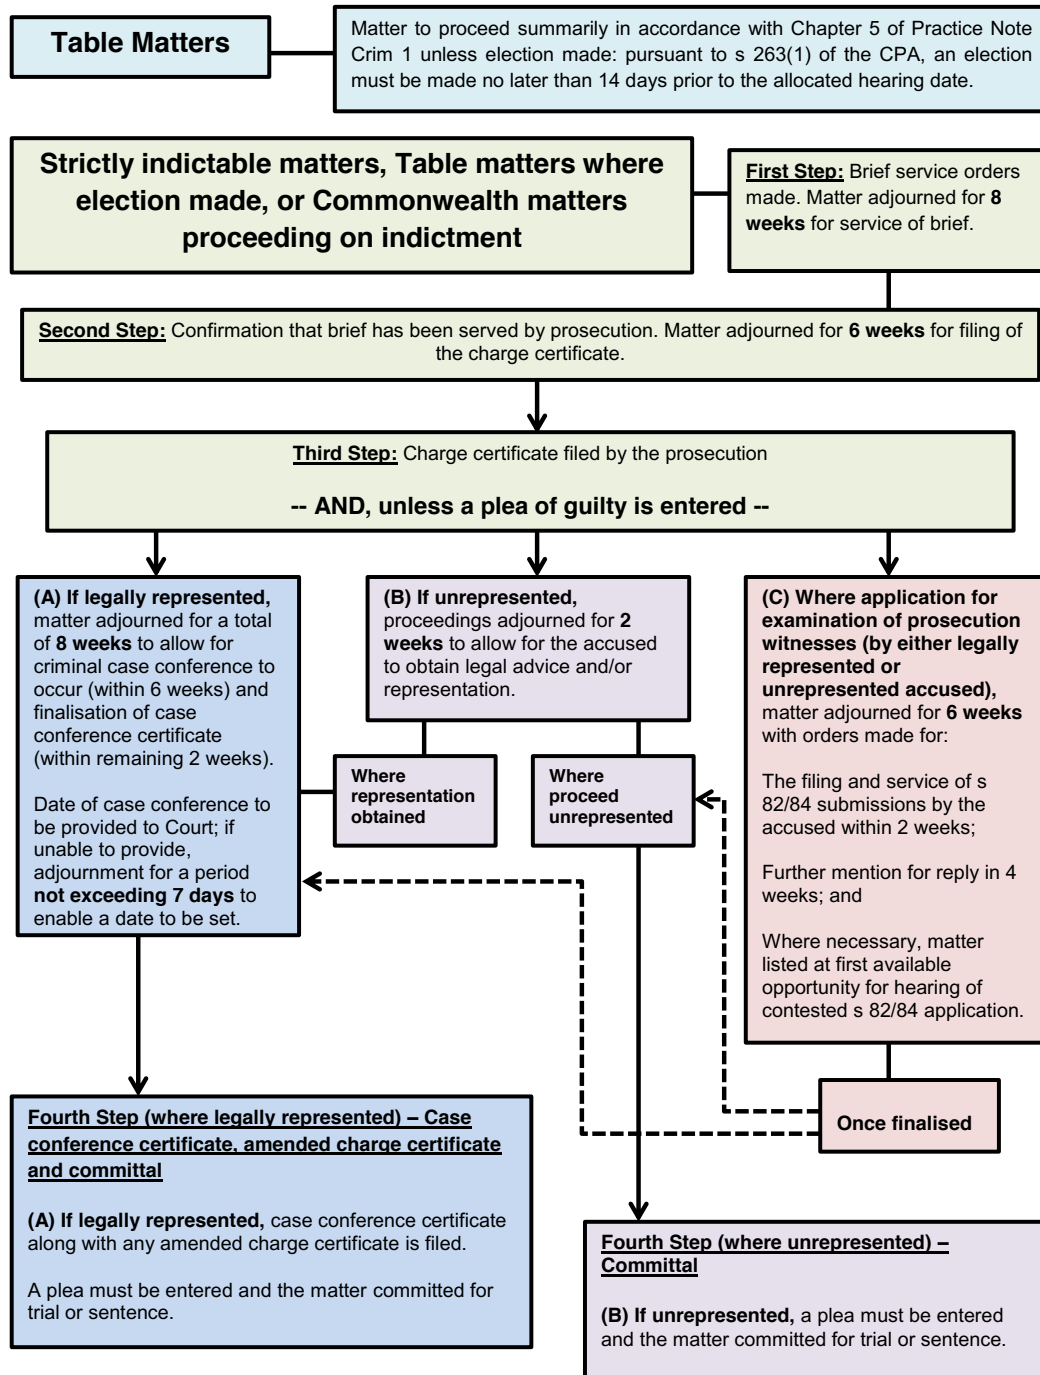 Table Matters
Matter to proceed summarily in accordance with Chapter 5 of Practice Note
Crim 1 unless election made: pursuant to s 263(1) of the CPA, an election
must be made no later than 14 days prior to the allocated hearing date.
Strictly indictable matters, Table matters where
election made, or Commonwealth matters
proceeding on indictment
First Step: Brief service orders
made. Matter adjourned for 8
weeks for service of brief.
Second Step: Confirmation that brief has been served by prosecution. Matter adjourned for 6 weeks for filing of
the charge certificate.
Third Step: Charge certificate filed by the prosecution
-- AND, unless a plea of guilty is entered --
(A) If legally represented,
matter adjourned for a total
of 8 weeks to allow for
criminal case conference to
occur (within 6 weeks) and
finalisation of case
conference certificate
(within remaining 2 weeks).
Date of case conference to
be provided to Court; if
unable to provide,
adjournment for a period
not exceeding 7 days to
enable a date to be set.
(B) If unrepresented,
proceedings adjourned for 2
weeks to allow for the accused
to obtain legal advice and/or
representation.
Where
representation
obtained
Where
proceed
unrepresented
(C) Where application for
examination of prosecution
witnesses (by either legally
represented or
unrepresented accused),
matter adjourned for 6 weeks
with orders made for:
The filing and service of s
82/84 submissions by the
accused within 2 weeks;
Further mention for reply in 4
weeks; and
Where necessary, matter
listed at first available
opportunity for hearing of
contested s 82/84 application.
Once finalised
Fourth Step (where legally represented) – Case
conference certificate, amended charge certificate
and committal
(A) If legally represented, case conference certificate
along with any amended charge certificate is filed.
A plea must be entered and the matter committed for
trial or sentence.
Fourth Step (where unrepresented) –
Committal
(B) If unrepresented, a plea must be entered
and the matter committed for trial or sentence.